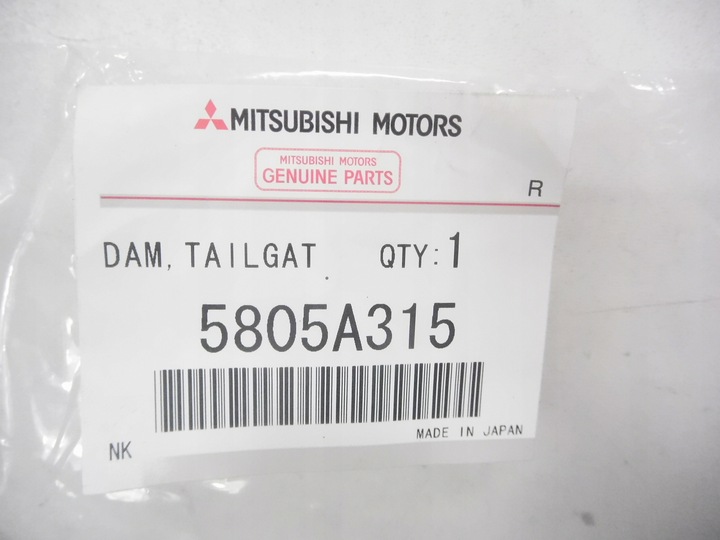 MITSUBISHI MOTORS
MITSUBISHI MOTORS
GENUINE PARTS
R
DAM, TAILGAT QTY: 1
5805A315
MADE IN JAPAN
NK